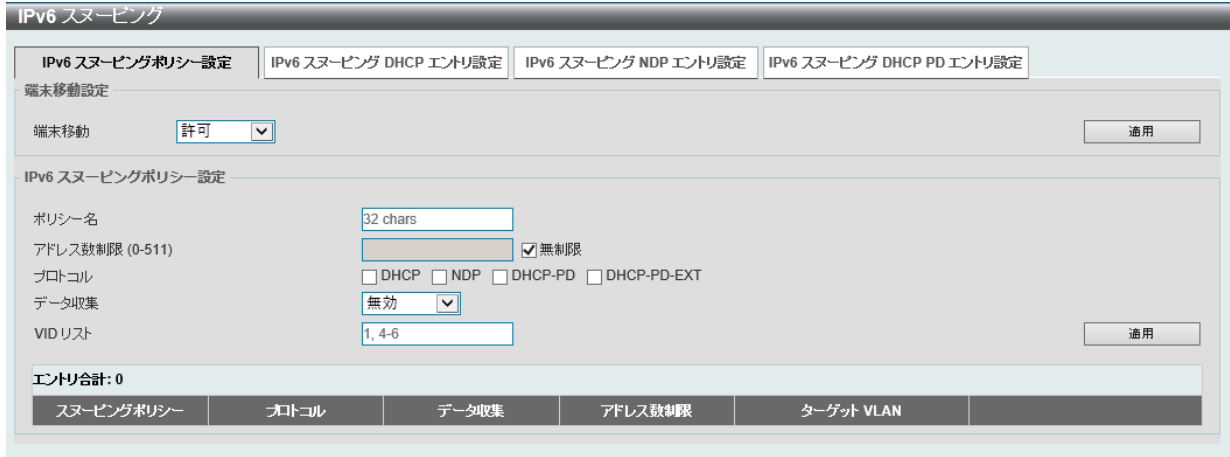 IPv6 スヌーピング
IPv6 スヌーピングポリシー設定 IPv6 スヌーピング DHCP エントリ設定 IPv6 スヌーピング NDP エントリ設定 IPv6 スヌーピング DHCP PD エントリ設定
端末移動設定
端末移動 許可 適用
IPv6 スヌーピングポリシー設定
ポリシー名 32 chars
アドレス数制限 (0-511) 無制限
プロトコル DHCP NDP DHCP-PD DHCP-PD-EXT
データ収集 無効
VID リスト 1, 4-6 適用
エントリ合計: 0
スヌーピングポリシー プロトコル データ収集 アドレス数制限 ターゲット VLAN